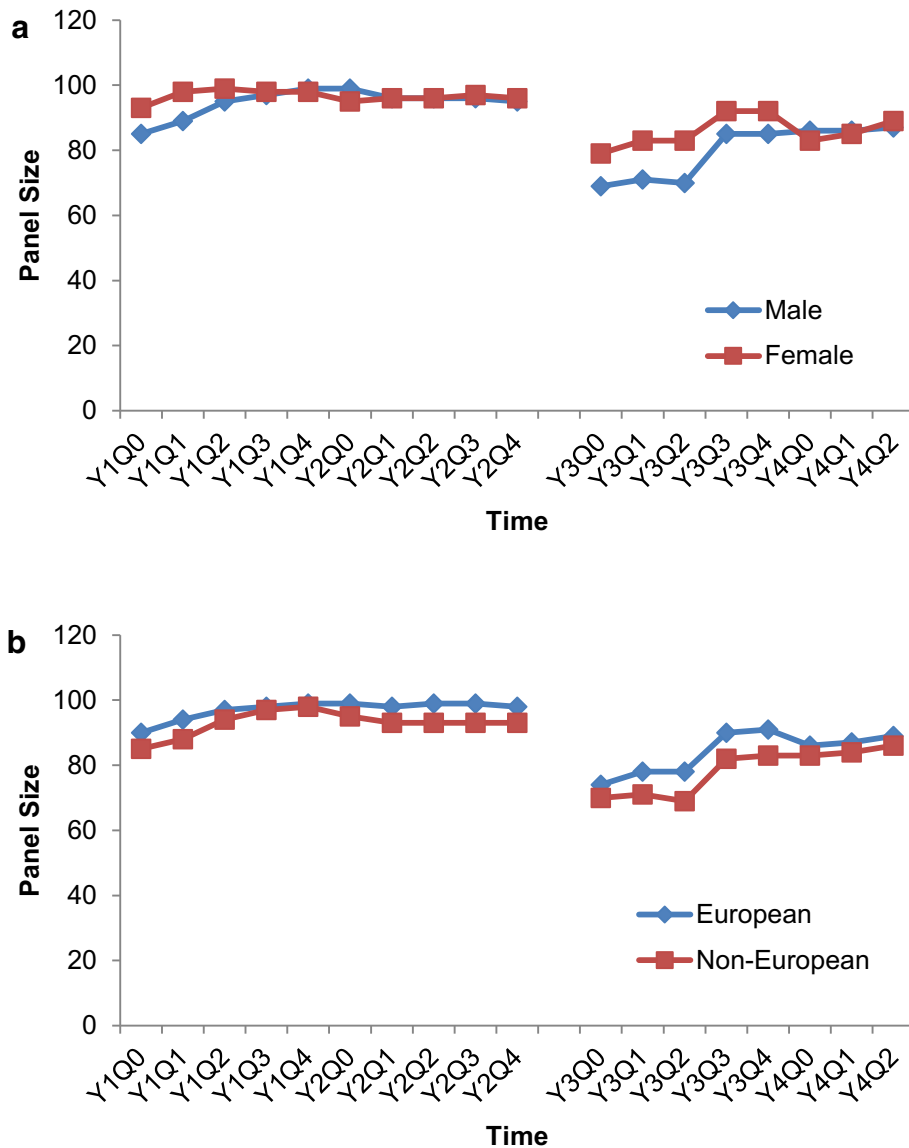 a
Panel Size
120
100
80
60
40
20
0
Male
Female
Y1Q0
Y1Q1
Y1Q2
Y1Q3
Y1Q4
Y2Q0
Y2Q1
Y2Q2
Y2Q3
Y2Q4
Y3Q0
Y3Q1
Y3Q2
Y3Q3
Y3Q4
Y4Q0
Y4Q1
Y4Q2
Time
b
Panel Size
120
100
80
60
40
20
0
European
Non-European
Y1Q0
Y1Q1
Y1Q2
Y1Q3
Y1Q4
Y2Q0
Y2Q1
Y2Q2
Y2Q3
Y2Q4
Y3Q0
Y3Q1
Y3Q2
Y3Q3
Y3Q4
Y4Q0
Y4Q1
Y4Q2
Time